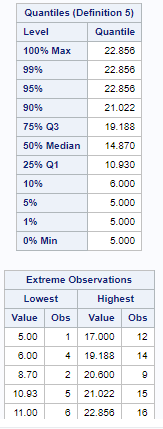 Quantiles (Definition 5)
Level Quantile
100% Max 22.856
99% 22.856
95% 22.856
90% 21.022
75% Q3 19.188
50% Median 14.870
25% Q1 10.930
10% 6.000
5% 5.000
1% 5.000
0% Min 5.000
Extreme Observations
Lowest Highest
Value Obs Value Obs
5.00 1 17.000 12
6.00 4 19.188 14
8.70 2 20.600 9
10.93 5 21.022 15
11.00 6 22.856 16